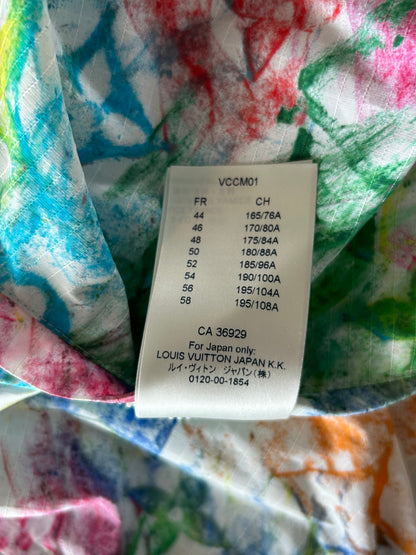 VCCM01
FR CH
44 165/76A
46 170/80A
48 175/84A
50 180/88A
52 185/96A
54 190/100A
56 195/104A
58 195/108A
CA 36929
For Japan only:
LOUIS VUITTON JAPAN K.K.
ルイ・ヴィトン ジャパン(株)
0120-00-1854